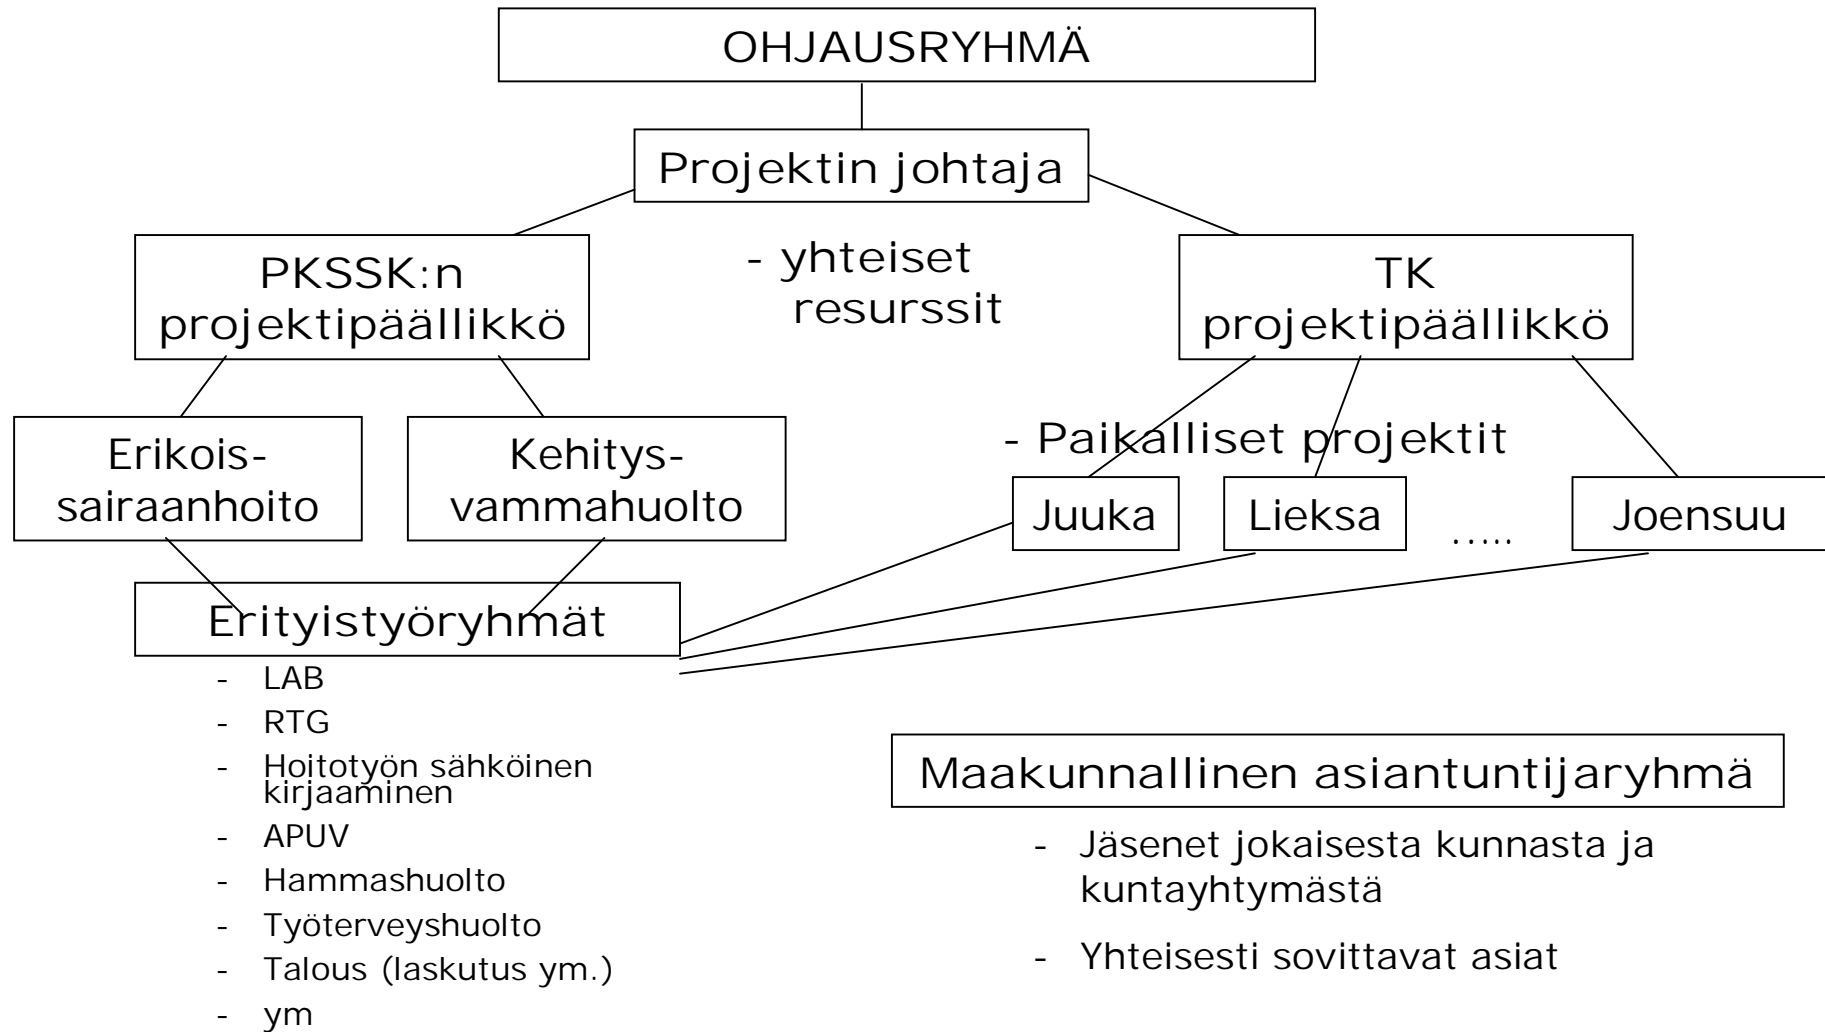 OHJAUSRYHMÄ
Projektin johtaja
- yhteiset
resurssit
PKSSK:n
projektipäällikkö
TK
projektipäällikkö
Erikois-
sairaanhoito
Kehitys-
vammahuolto
- Paikalliset projektit
Juuka
Lieksa
.....
Joensuu
Erityistyöryhmät
- LAB
- RTG
- Hoitotyön sähköinen
kirjaaminen
- APUV
- Hammashuolto
- Työterveyshuolto
- Talous (laskutus ym.)
- ym
Maakunnallinen asiantuntijaryhmä
- Jäsenet jokaisesta kunnasta ja
kuntayhtymästä
- Yhteisesti sovittavat asiat